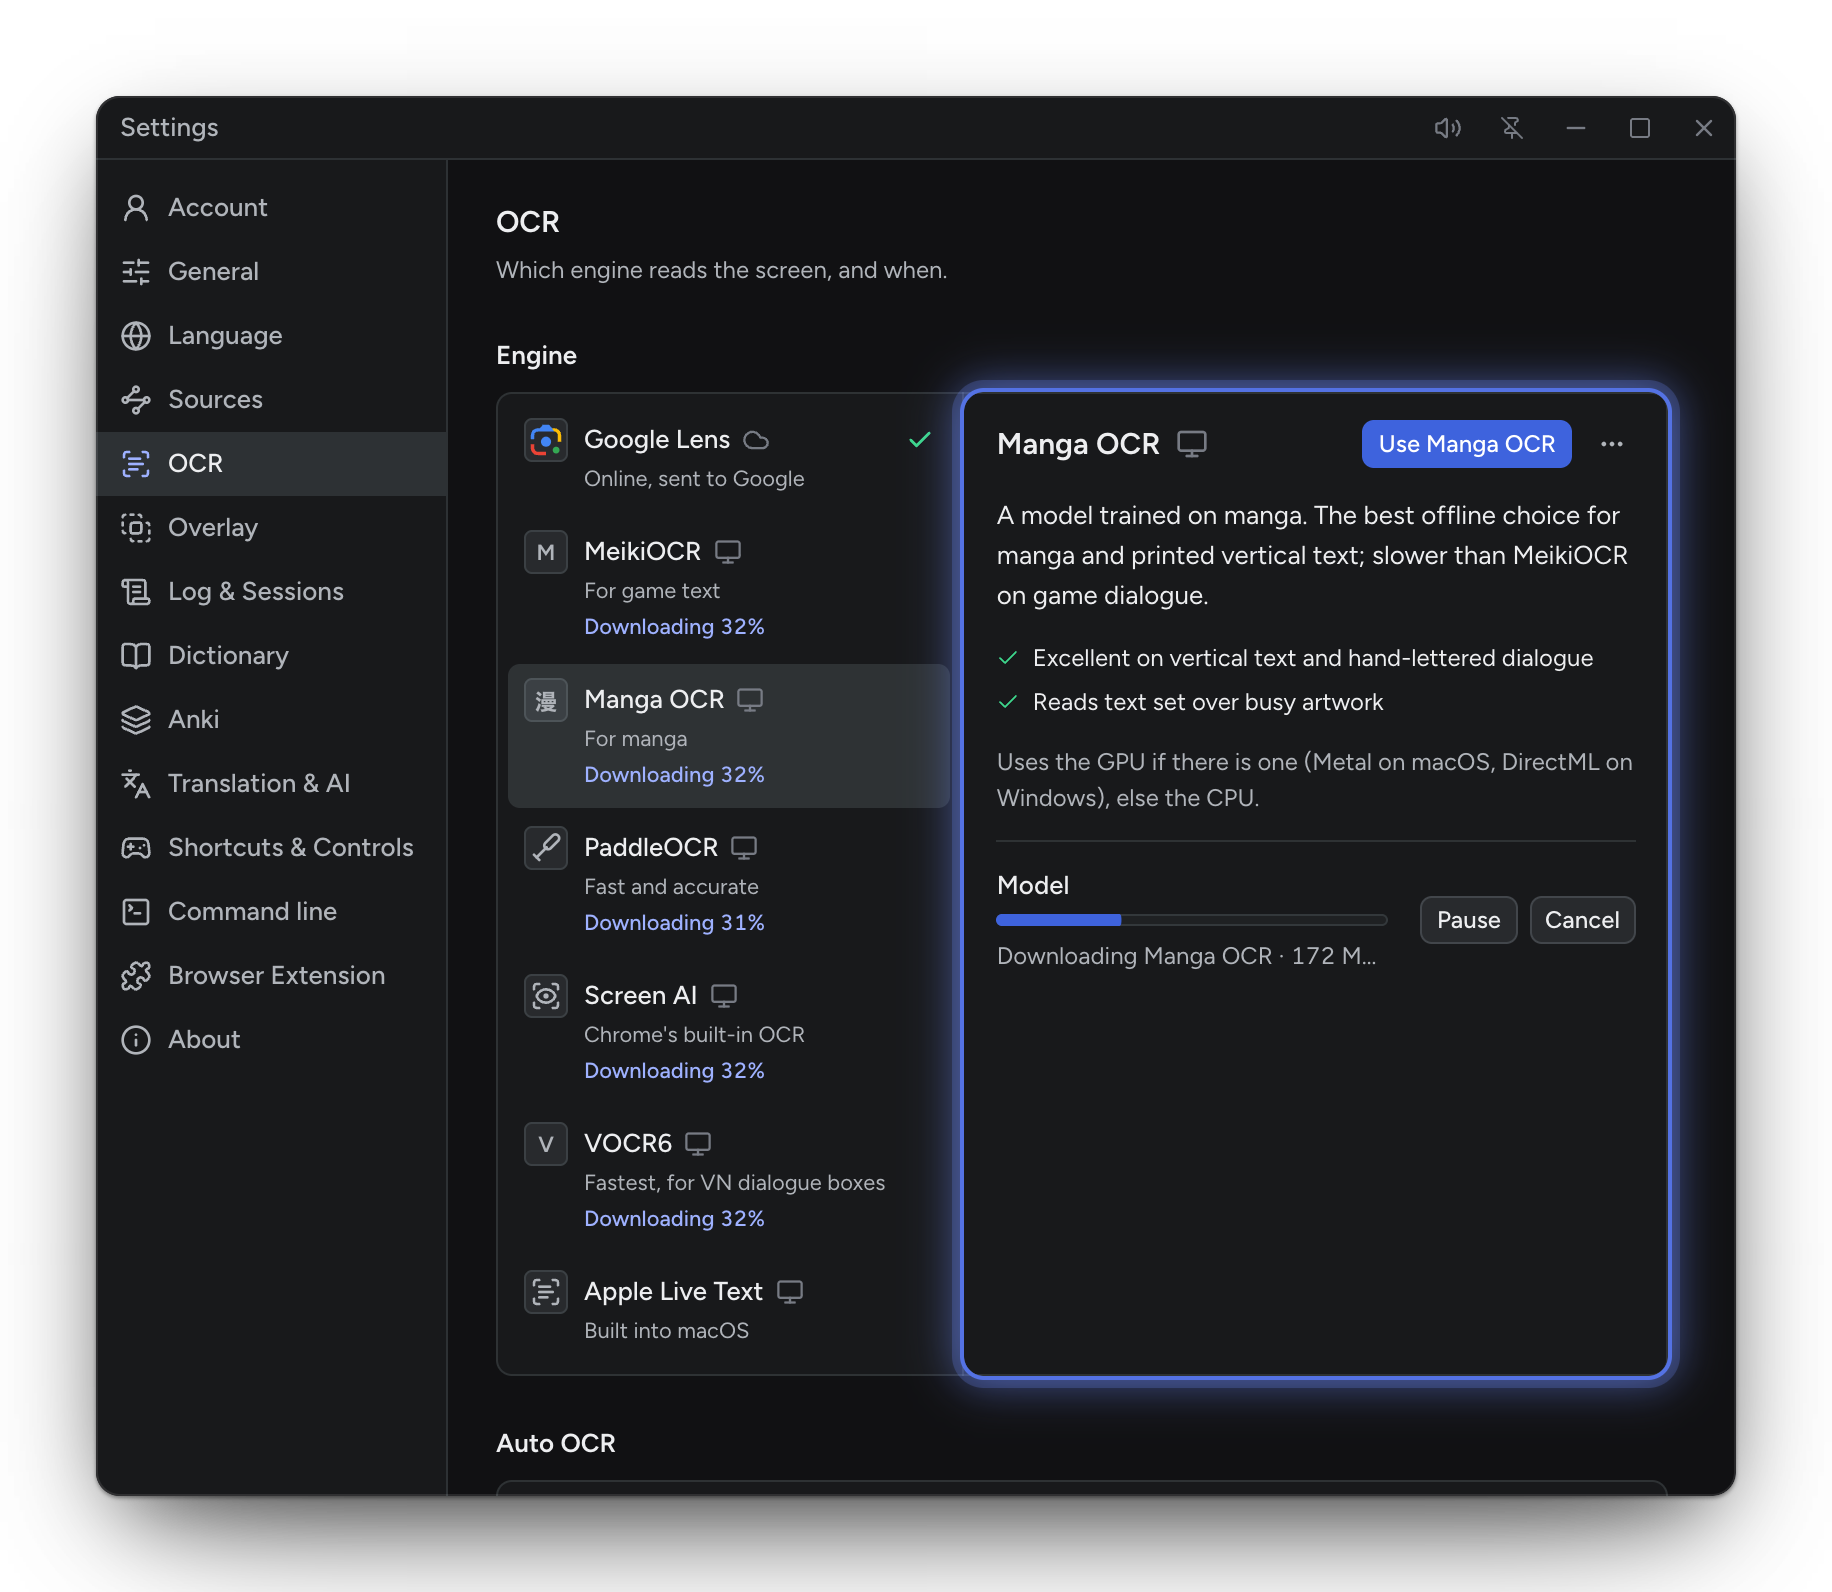 Settings
Account
General
Language
Sources
OCR
Overlay
Log & Sessions
Dictionary
Anki
Translation & AI
Shortcuts & Controls
Command line
Browser Extension
About
OCR
Which engine reads the screen, and when.
Engine
Google Lens
Online, sent to Google
M
MeikiOCR
For game text
Downloading 32%
漫
Manga OCR
For manga
Downloading 32%
PaddleOCR
Fast and accurate
Downloading 31%
Screen AI
Chrome's built-in OCR
Downloading 32%
V
VOCR6
Fastest, for VN dialogue boxes
Downloading 32%
Apple Live Text
Built into macOS
Manga OCR
Use Manga OCR
A model trained on manga. The best offline choice for
manga and printed vertical text; slower than MeikiOCR
on game dialogue.
Excellent on vertical text and hand-lettered dialogue
Reads text set over busy artwork
Uses the GPU if there is one (Metal on macOS, DirectML on
Windows), else the CPU.
Model
Pause
Cancel
Downloading Manga OCR · 172 M...
Auto OCR